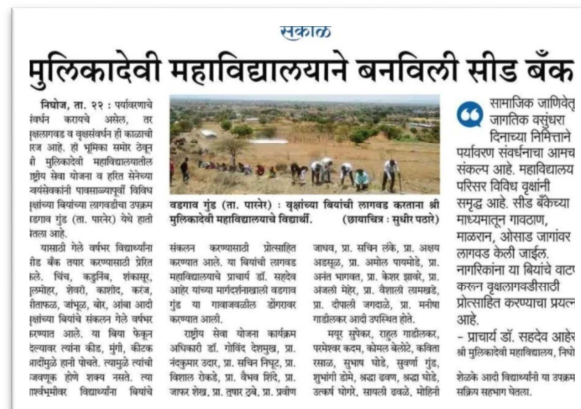 सकाळ
मुलिकादेवी महाविद्यालयाने बनविली सीड बँक
निघोज, ता. २२ : पर्यावरणाचे
संवर्धन करायचे असेल, तर
वृक्षलागवड व वृक्षसंवर्धन ही काळाची
गरज आहे. ही भूमिका समोर ठेवून
श्री मुलिकादेवी महाविद्यालयातील
राष्ट्रीय सेवा योजना व हरित सेनेच्या
स्वयंसेवकांनी पावसाळ्यापूर्वी विविध
वृक्षांच्या बियांच्या लागवडीचा उपक्रम
वडगाव गुंड (ता. पारनेर) येथे हाती
घेतला आहे.
यासाठी गेले वर्षभर विद्यार्थ्यांना
सीड बँक तयार करण्यासाठी प्रेरित
केले. चिंच, कडुनिंब, शंकासूर,
गुलमोहर, शेवरी, काशीद, करंज,
सीताफळ, जांभूळ, बोर, आंबा आदी
वृक्षांच्या बियांचे संकलन गेले वर्षभर
करण्यात आले. या बिया फेकून
दिल्यावर त्यांना कीड, मुंगी, कीटक
आदींमुळे हानी पोचते. त्यामुळे त्यांची
उगवणूक होणे शक्य नसते. त्या
पार्श्वभूमीवर विद्यार्थ्यांना बियांचे
वडगाव गुंड (ता. पारनेर) : वृक्षांच्या बियांची लागवड करताना श्री
मुलिकादेवी महाविद्यालयाचे विद्यार्थी. (छायाचित्र : सुधीर पठारे)
संकलन करण्यासाठी प्रोत्साहित
करण्यात आले. या बियांची लागवड
महाविद्यालयाचे प्राचार्य डॉ. सहदेव
आहेर यांच्या मार्गदर्शनाखाली वडगाव
गुंड या गावाजवळील डोंगरावर
करण्यात आली.
राष्ट्रीय सेवा योजना कार्यक्रम
अधिकारी डॉ. गोविंद देशमुख, प्रा.
नंदकुमार उदार, प्रा. सचिन निघूट, प्रा.
विशाल रोकडे, प्रा. वैभव शिंदे, प्रा.
जाफर शेख, प्रा. तुषार ठुबे, प्रा. प्रवीण
जाधव, प्रा. सचिन लंके, प्रा. अक्षय
अडसूळ, प्रा. अमोल पायमोडे, प्रा.
अनंत भागवत, प्रा. केशर झावरे, प्रा.
अंजली मेहेर, प्रा. वैशाली लामखडे,
प्रा. दीपाली जगदाळे, प्रा. मनीषा
गाडीलकर आदी उपस्थित होते.
मयूर सुपेकर, राहुल गाडीलकर,
परमेश्वर कदम, कोमल बेलोटे, कविता
रसाळ, सुभाष घोडे, सुवर्णा गुंड,
शुभांगी डोमे, श्रद्धा ढवण, श्रद्धा घोडे,
उत्कर्ष घोगरे, सायली ढवळे, मोहिनी
शेळके आदी विद्यार्थ्यांनी या उपक्रमात
सक्रिय सहभाग घेतला.
सामाजिक जाणिवेतून
जागतिक वसुंधरा
दिनाच्या निमित्ताने
पर्यावरण संवर्धनाचा आमचा
संकल्प आहे. महाविद्यालय
परिसर विविध वृक्षांनी
समृद्ध आहे. सीड बँकेच्या
माध्यमातून गावठाण,
माळरान, ओसाड जागांवर
लागवड केली जाईल.
नागरिकांना या बियांचे वाटप
करून वृक्षलागवडीसाठी
प्रोत्साहित करण्याचा प्रयत्न
आहे.
- प्राचार्य डॉ. सहदेव आहेर,
श्री मुलिकादेवी महाविद्यालय, निघोज